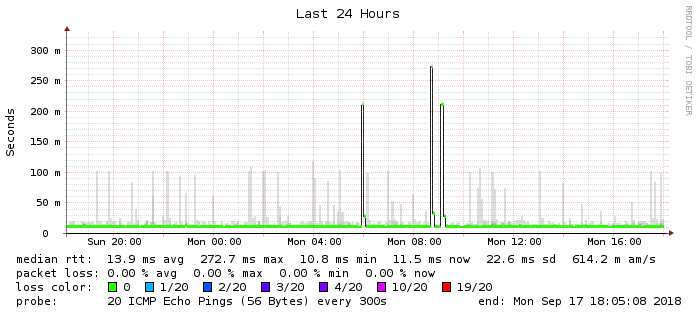 Last 24 Hours
RRDTOOL / TOBI OETIKER
Seconds
300 m
250 m
200 m
150 m
100 m
50 m
0
Sun 20:00 Mon 00:00 Mon 04:00 Mon 08:00 Mon 12:00 Mon 16:00
median rtt: 13.9 ms avg 272.7 ms max 10.8 ms min 11.5 ms now 22.6 ms sd 614.2 m am/s
packet loss: 0.00 % avg 0.00 % max 0.00 % min 0.00 % now
loss color: 0 1/20 2/20 3/20 4/20 10/20 19/20
probe: 20 ICMP Echo Pings (56 Bytes) every 300s end: Mon Sep 17 18:05:08 2018